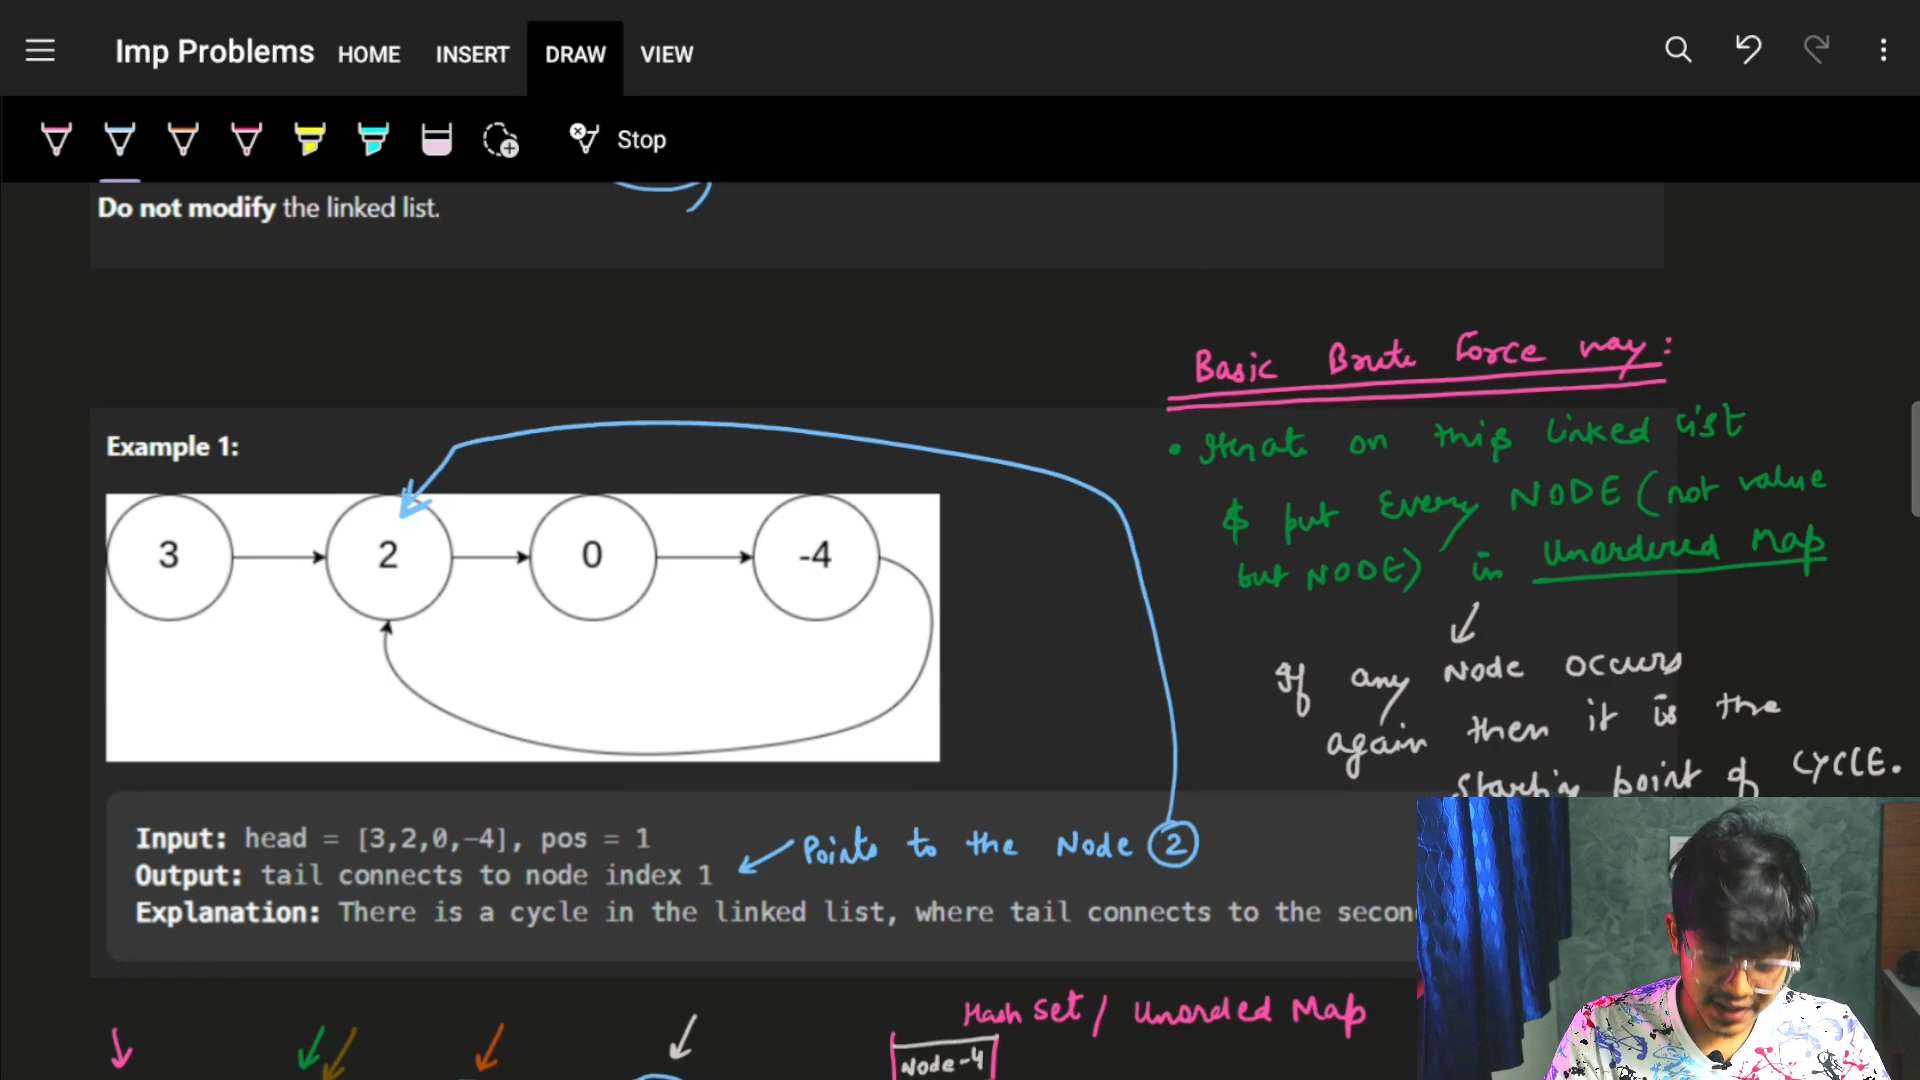 Imp Problems HOME INSERT DRAW VIEW
Stop
Do not modify the linked list.
Basic Brute Force way:
Example 1:
• Iterate on this linked list
& put Every NODE (not value
but NODE) in Unordered Map
3 2 0 -4
If any Node occurs
again then it is the
starting point of CYCLE.
Input: head = [3,2,0,-4], pos = 1
Points to the Node 2
Output: tail connects to node index 1
Explanation: There is a cycle in the linked list, where tail connects to the secon
Hash Set / Unorded Map
Node-4